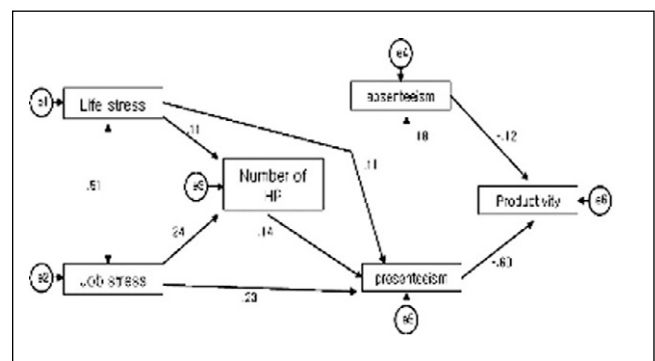 e4
e1
Life stress
absenteeism
.11
.18
-.12
.51
e3
Number of
HP
.11
Productivity
e6
.24
.14
-.60
e2
Job stress
.23
presenteeism
e5